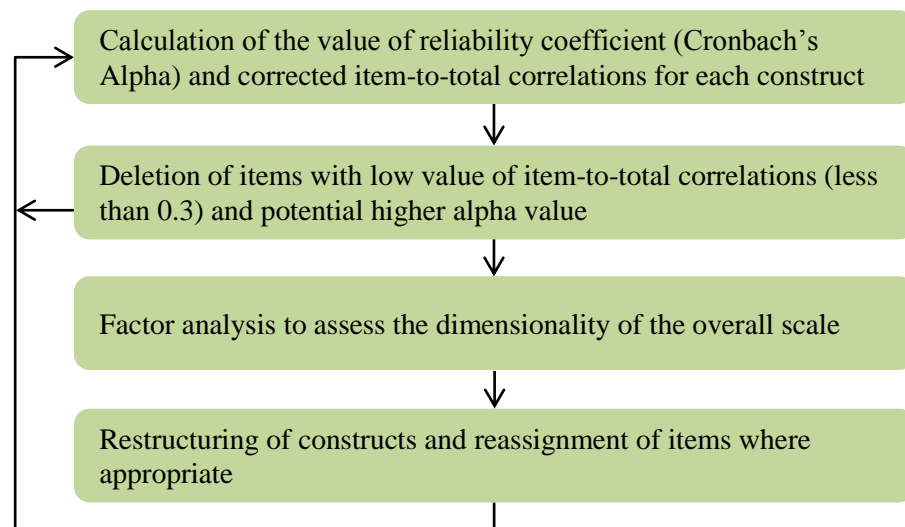 Calculation of the value of reliability coefficient (Cronbach’s
Alpha) and corrected item-to-total correlations for each construct
Deletion of items with low value of item-to-total correlations (less
than 0.3) and potential higher alpha value
Factor analysis to assess the dimensionality of the overall scale
Restructuring of constructs and reassignment of items where
appropriate